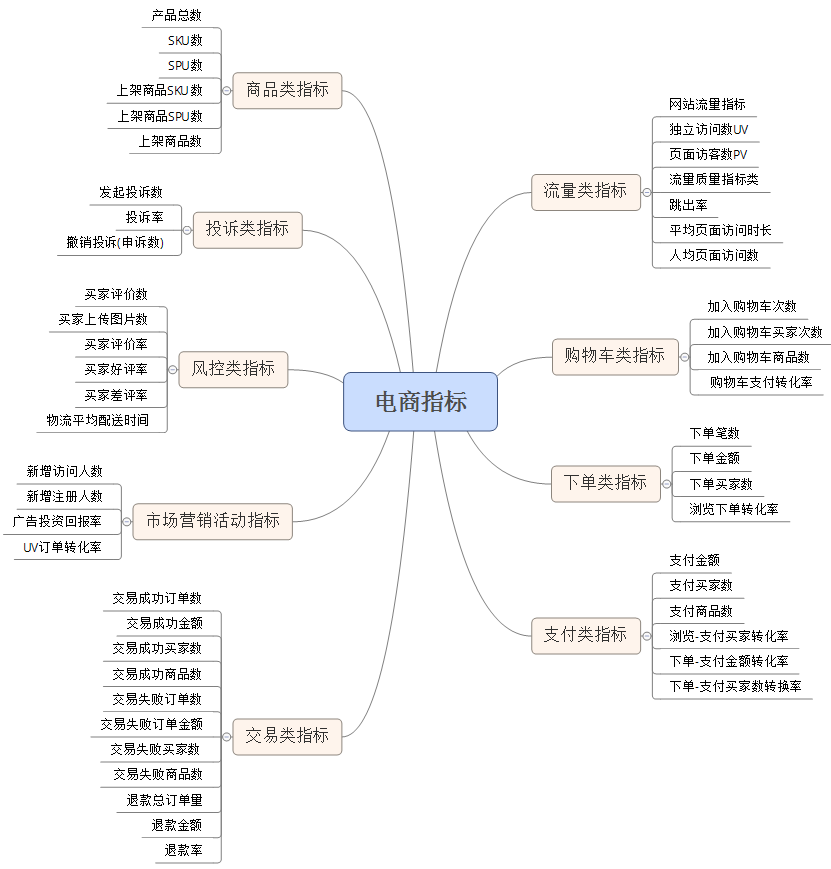 电商指标
流量类指标
网站流量指标
独立访问数UV
页面访客数PV
流量质量指标类
跳出率
平均页面访问时长
人均页面访问数
购物车类指标
加入购物车次数
加入购物车买家次数
加入购物车商品数
购物车支付转化率
下单类指标
下单笔数
下单金额
下单买家数
浏览下单转化率
支付类指标
支付金额
支付买家数
支付商品数
浏览-支付买家转化率
下单-支付金额转化率
下单-支付买家数转换率
商品类指标
产品总数
SKU数
SPU数
上架商品SKU数
上架商品SPU数
上架商品数
投诉类指标
发起投诉数
投诉率
撤销投诉(申诉数)
风控类指标
买家评价数
买家上传图片数
买家评价率
买家好评率
买家差评率
物流平均配送时间
市场营销活动指标
新增访问人数
新增注册人数
广告投资回报率
UV订单转化率
交易类指标
交易成功订单数
交易成功金额
交易成功买家数
交易成功商品数
交易失败订单数
交易失败订单金额
交易失败买家数
交易失败商品数
退款总订单量
退款金额
退款率